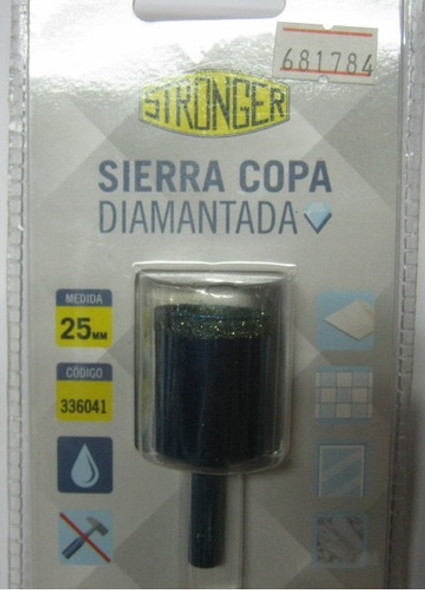 681784
STRONGER
SIERRA COPA
DIAMANTADA
MEDIDA
25MM
CÓDIGO
336041